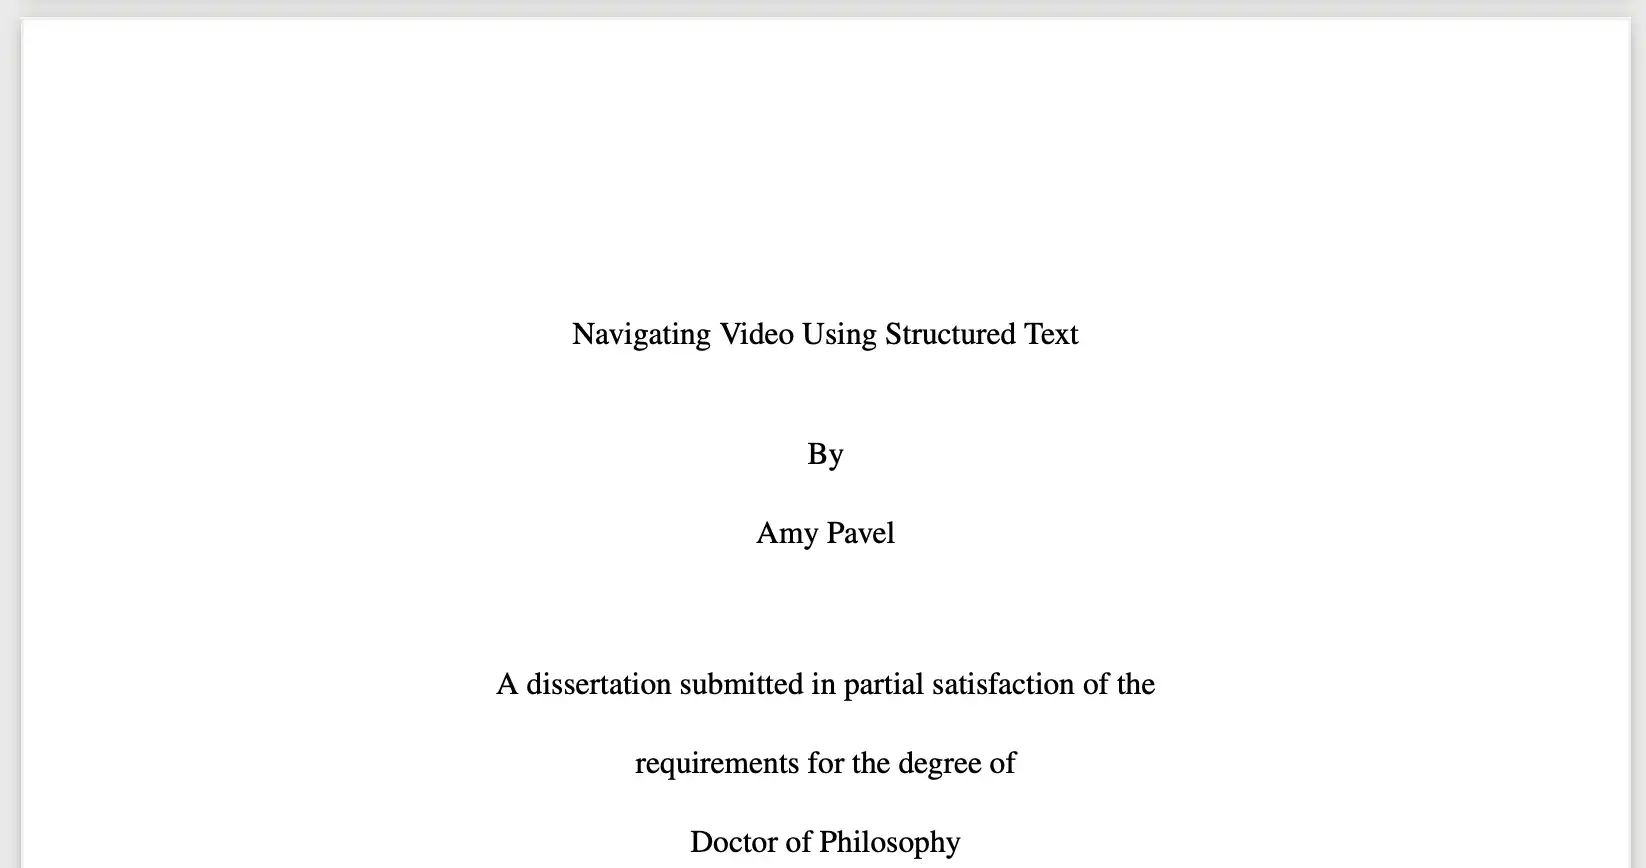 Navigating Video Using Structured Text
By
Amy Pavel
A dissertation submitted in partial satisfaction of the
requirements for the degree of
Doctor of Philosophy